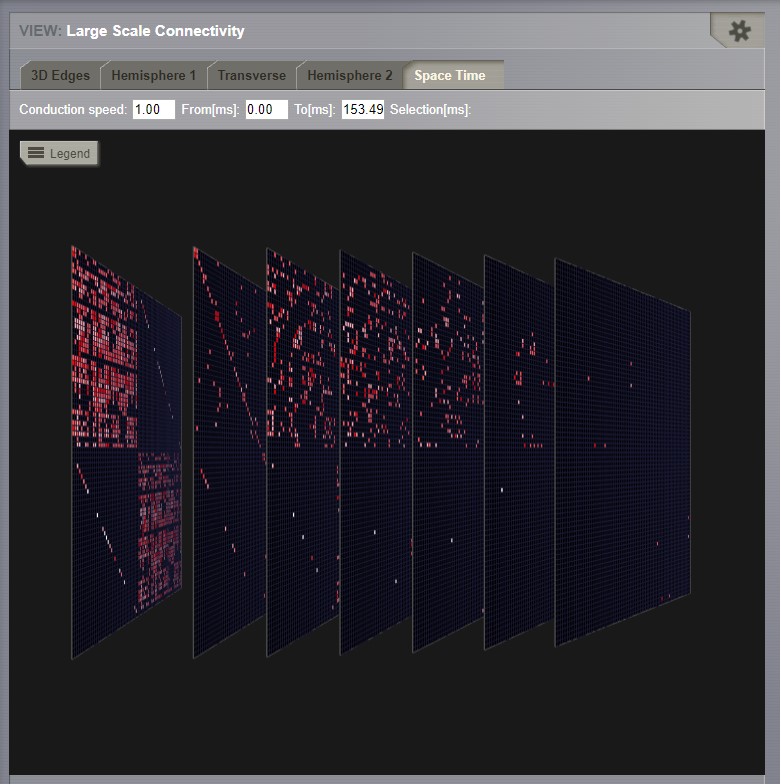 VIEW: Large Scale Connectivity
3D Edges Hemisphere 1 Transverse Hemisphere 2 Space Time
Conduction speed: 1.00 From[ms]: 0.00 To[ms]: 153.49 Selection[ms]:
Legend